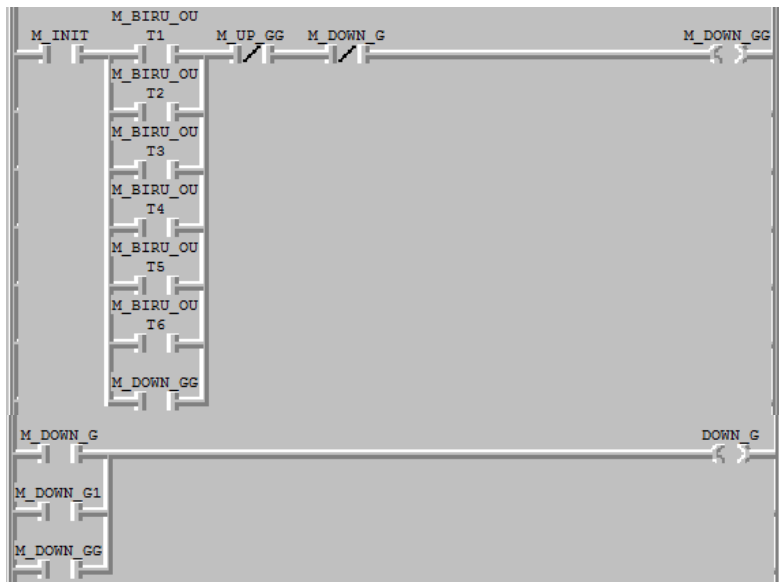 M_BIRU_OU
M_INIT T1 M_UP_GG M_DOWN_G M_DOWN_GG
M_BIRU_OU
T2
M_BIRU_OU
T3
M_BIRU_OU
T4
M_BIRU_OU
T5
M_BIRU_OU
T6
M_DOWN_GG
M_DOWN_G DOWN_G
M_DOWN_G1
M_DOWN_GG